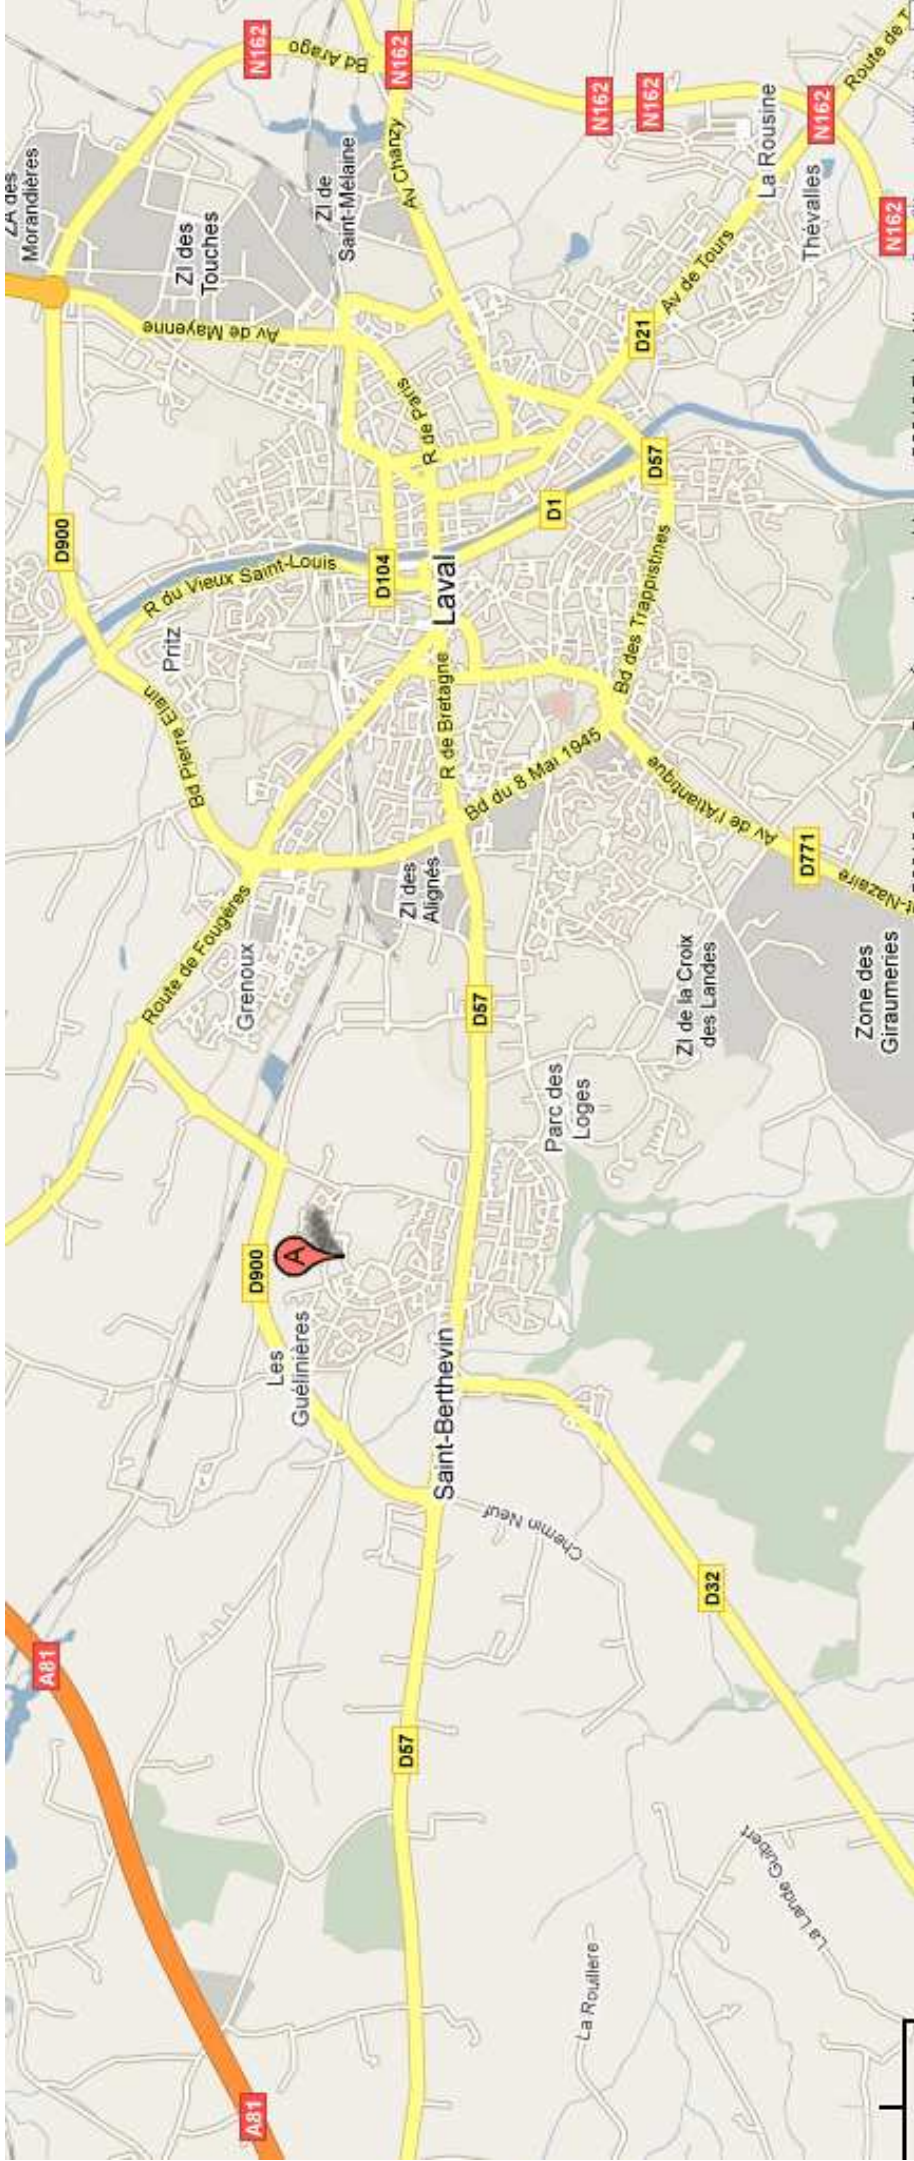 A81
A81
D57
La Rouillere
La Lande Guibert
D32
Chemin Neuf
Saint-Berthevin
Les
Guélinières
D900
A
Parc des
Loges
D57
Grenoux
Route de Fougères
ZI des
Alignés
ZI de la Croix
des Landes
Zone des
Giraumeries
D771
Av de l'Atlantique
Bd du 8 Mai 1945
R de Bretagne
Bd Pierre Elain
Pritz
Laval
Bd des Trappistines
R du Vieux Saint-Louis
D104
D900
D1
D57
R de Paris
Av de Mayenne
D21
Av de Tours
ZI des
Touches
ZA des
Morandières
ZI de
Saint-Mélaine
Av Chanzy
Thévalles
La Rousine
N162
Bd Arago
N162
N162
N162
N162
N162
Route de T
t-Nazaire